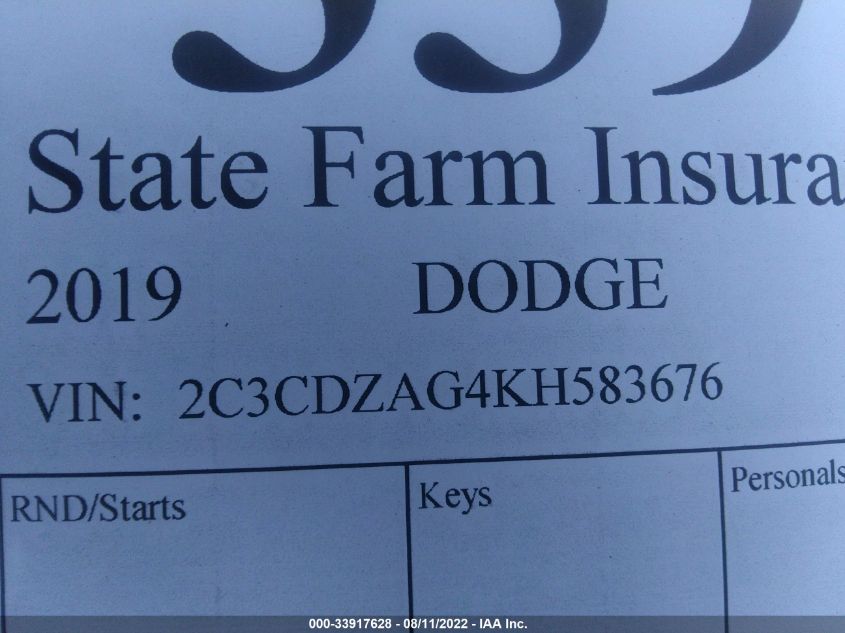 State Farm Insura
2019 DODGE
VIN: 2C3CDZAG4KH583676
RND/Starts Keys Personals
000-33917628 - 08/11/2022 - IAA Inc.